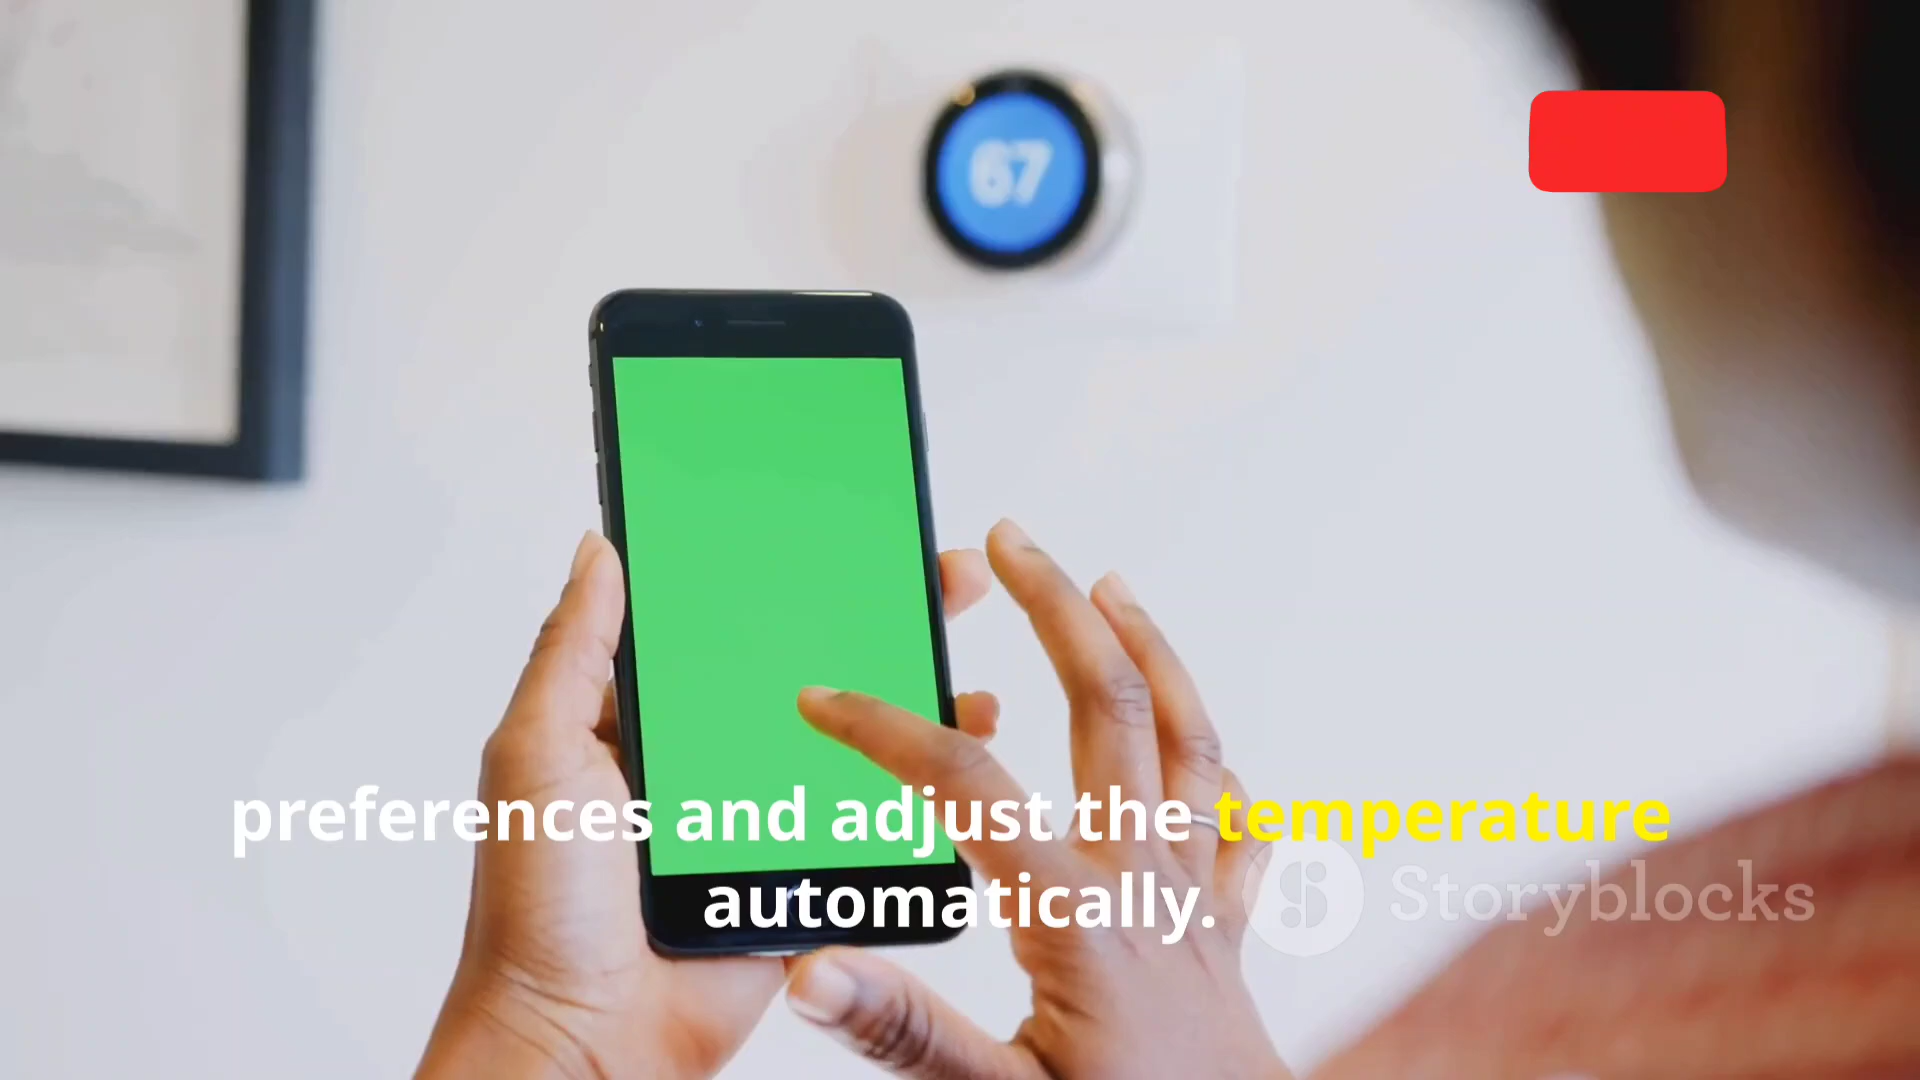 67
preferences and adjust the temperature
automatically.
Storyblocks